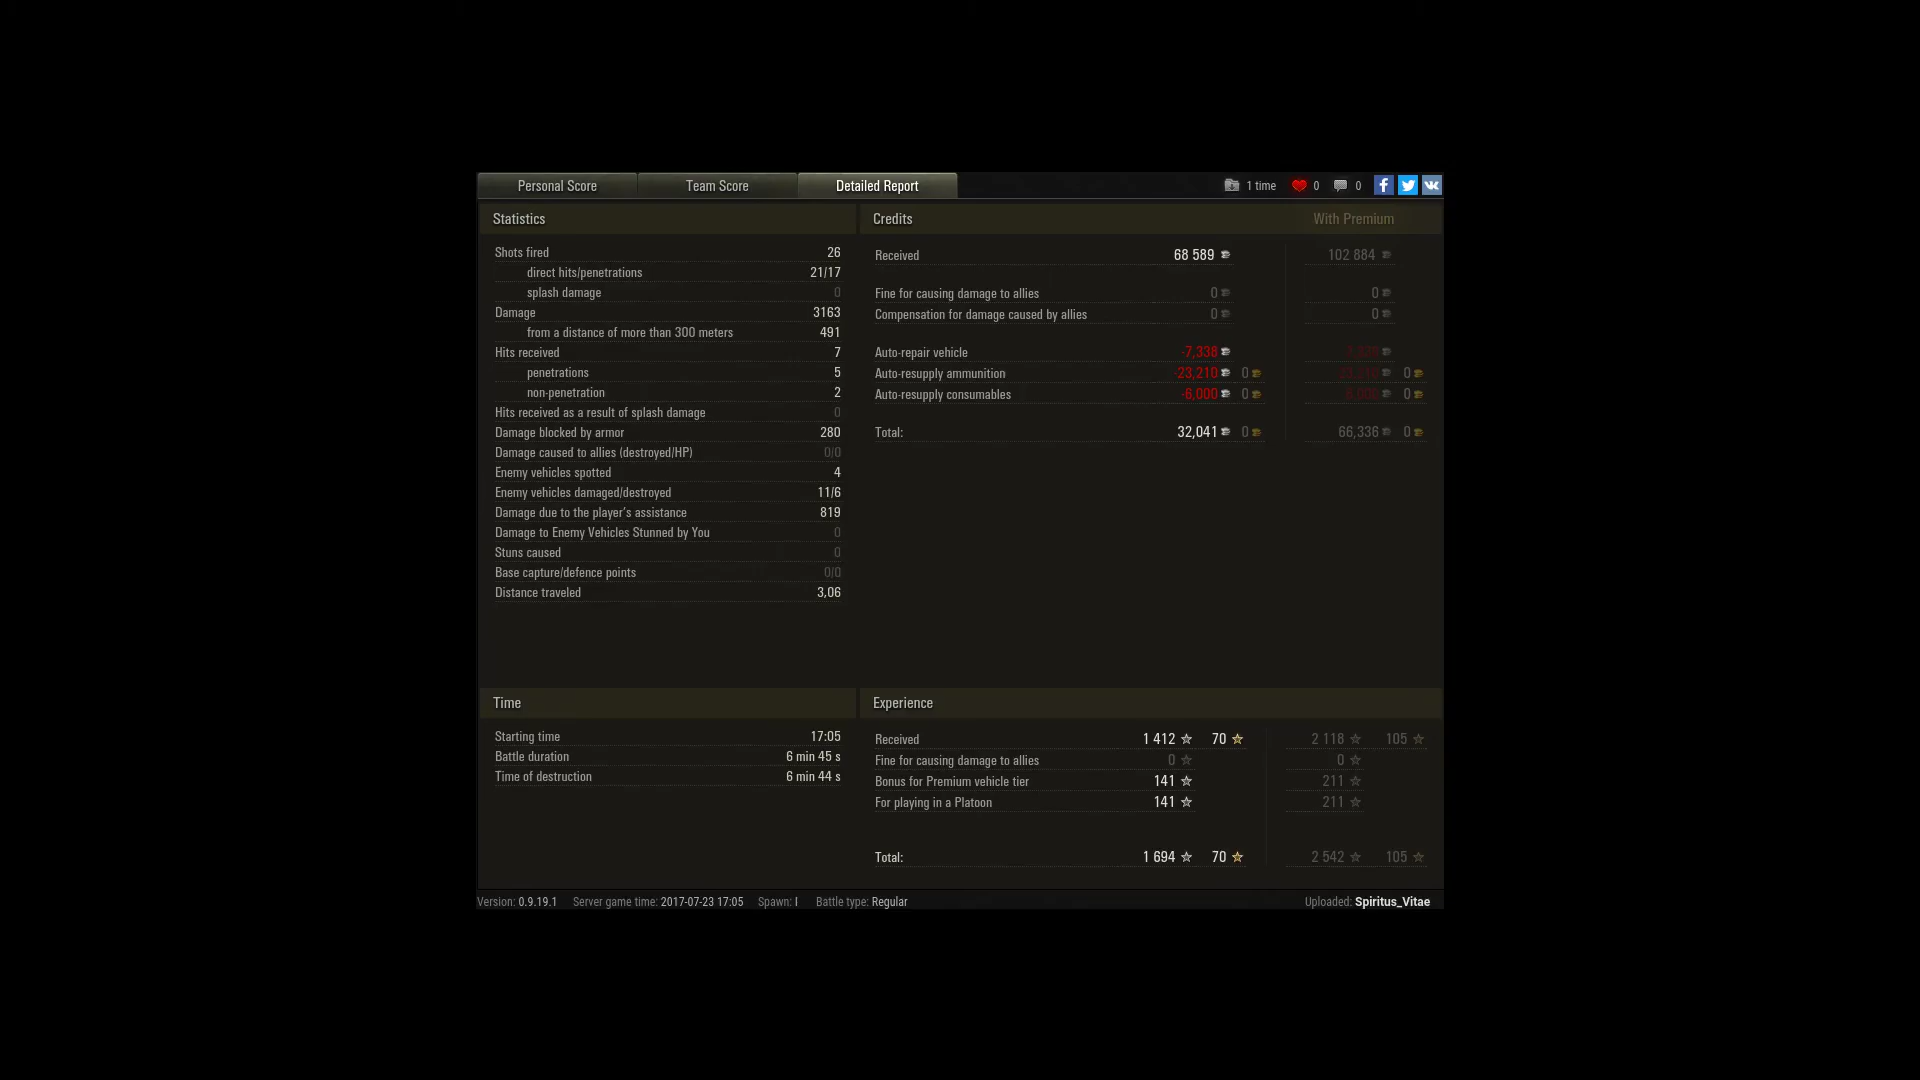 Personal Score Team Score Detailed Report 1 time 0 0
Statistics
Shots fired 26
direct hits/penetrations 21/17
splash damage 0
Damage 3163
from a distance of more than 300 meters 491
Hits received 7
penetrations 5
non-penetration 2
Hits received as a result of splash damage 0
Damage blocked by armor 280
Damage caused to allies (destroyed/HP) 0/0
Enemy vehicles spotted 4
Enemy vehicles damaged/destroyed 11/6
Damage due to the player's assistance 819
Damage to Enemy Vehicles Stunned by You 0
Stuns caused 0
Base capture/defence points 0/0
Distance traveled 3,06
Credits With Premium
Received 68 589 102 884
Fine for causing damage to allies 0 0
Compensation for damage caused by allies 0 0
Auto-repair vehicle -7,338
Auto-resupply ammunition -23,210 0 0
Auto-resupply consumables -6,000 0 0
Total: 32,041 0 66,336 0
Time
Starting time 17:05
Battle duration 6 min 45 s
Time of destruction 6 min 44 s
Experience
Received 1 412 70 2 118 105
Fine for causing damage to allies 0 0
Bonus for Premium vehicle tier 141 211
For playing in a Platoon 141 211
Total: 1 694 70 2 542 105
Version: 0.9.19.1 Server game time: 2017-07-23 17:05 Spawn: I Battle type: Regular Uploaded: Spiritus_Vitae